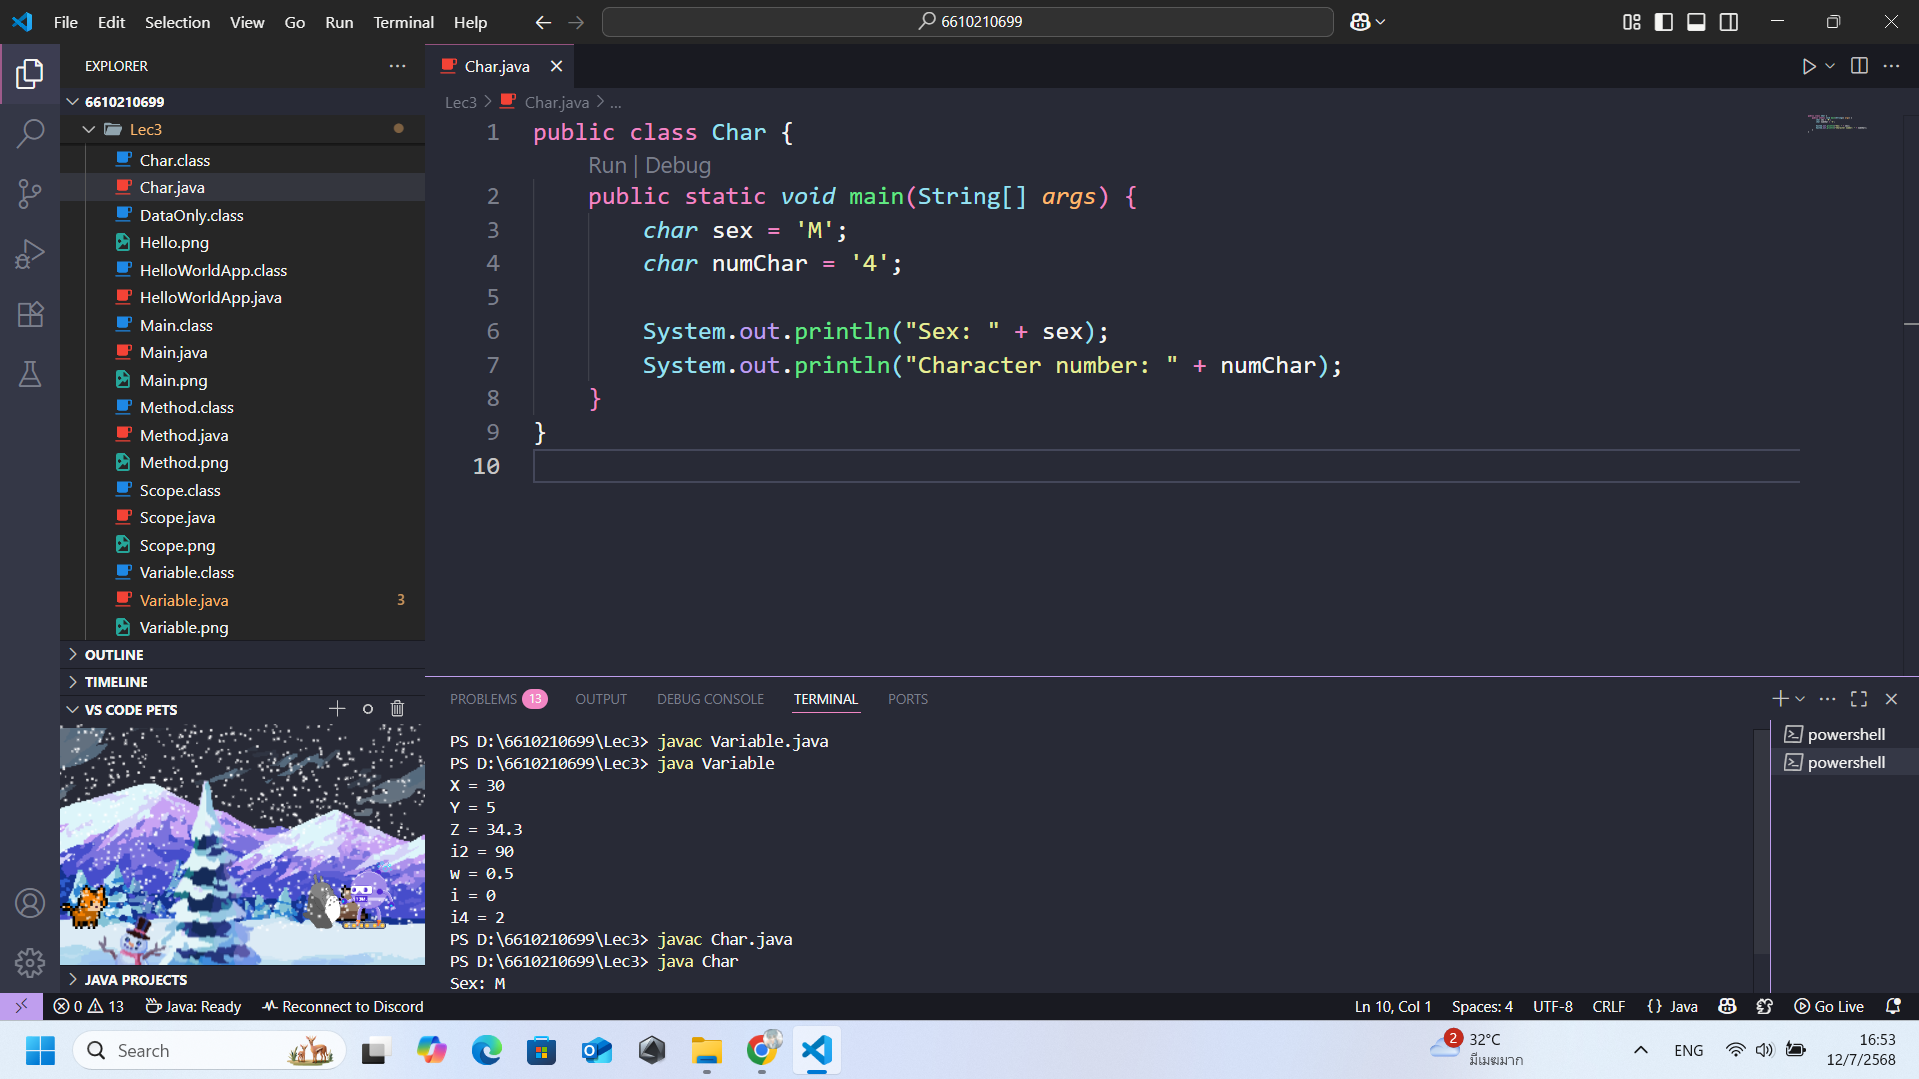 File Edit Selection View Go Run Terminal Help
6610210699
EXPLORER
6610210699
Lec3
Char.class
Char.java
DataOnly.class
Hello.png
HelloWorldApp.class
HelloWorldApp.java
Main.class
Main.java
Main.png
Method.class
Method.java
Method.png
Scope.class
Scope.java
Scope.png
Variable.class
Variable.java 3
Variable.png
OUTLINE
TIMELINE
VS CODE PETS
JAVA PROJECTS
Char.java
Lec3 > Char.java > ...
1 public class Char {
Run | Debug
2 public static void main(String[] args) {
3 char sex = 'M';
4 char numChar = '4';
5
6 System.out.println("Sex: " + sex);
7 System.out.println("Character number: " + numChar);
8 }
9 }
10
PROBLEMS 13 OUTPUT DEBUG CONSOLE TERMINAL PORTS
PS D:\6610210699\Lec3> javac Variable.java
PS D:\6610210699\Lec3> java Variable
X = 30
Y = 5
Z = 34.3
i2 = 90
w = 0.5
i = 0
i4 = 2
PS D:\6610210699\Lec3> javac Char.java
PS D:\6610210699\Lec3> java Char
Sex: M
powershell
powershell
0 13 Java: Ready Reconnect to Discord
Ln 10, Col 1 Spaces: 4 UTF-8 CRLF {} Java Go Live
Search
2 32°C
มีเมฆมาก
ENG
16:53
12/7/2568